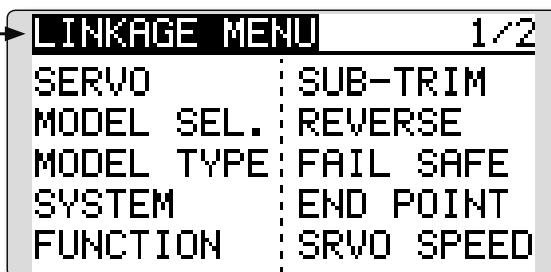 LINKAGE MENU 1/2
SERVO SUB-TRIM
MODEL SEL. REVERSE
MODEL TYPE FAIL SAFE
SYSTEM END POINT
FUNCTION SRVO SPEED